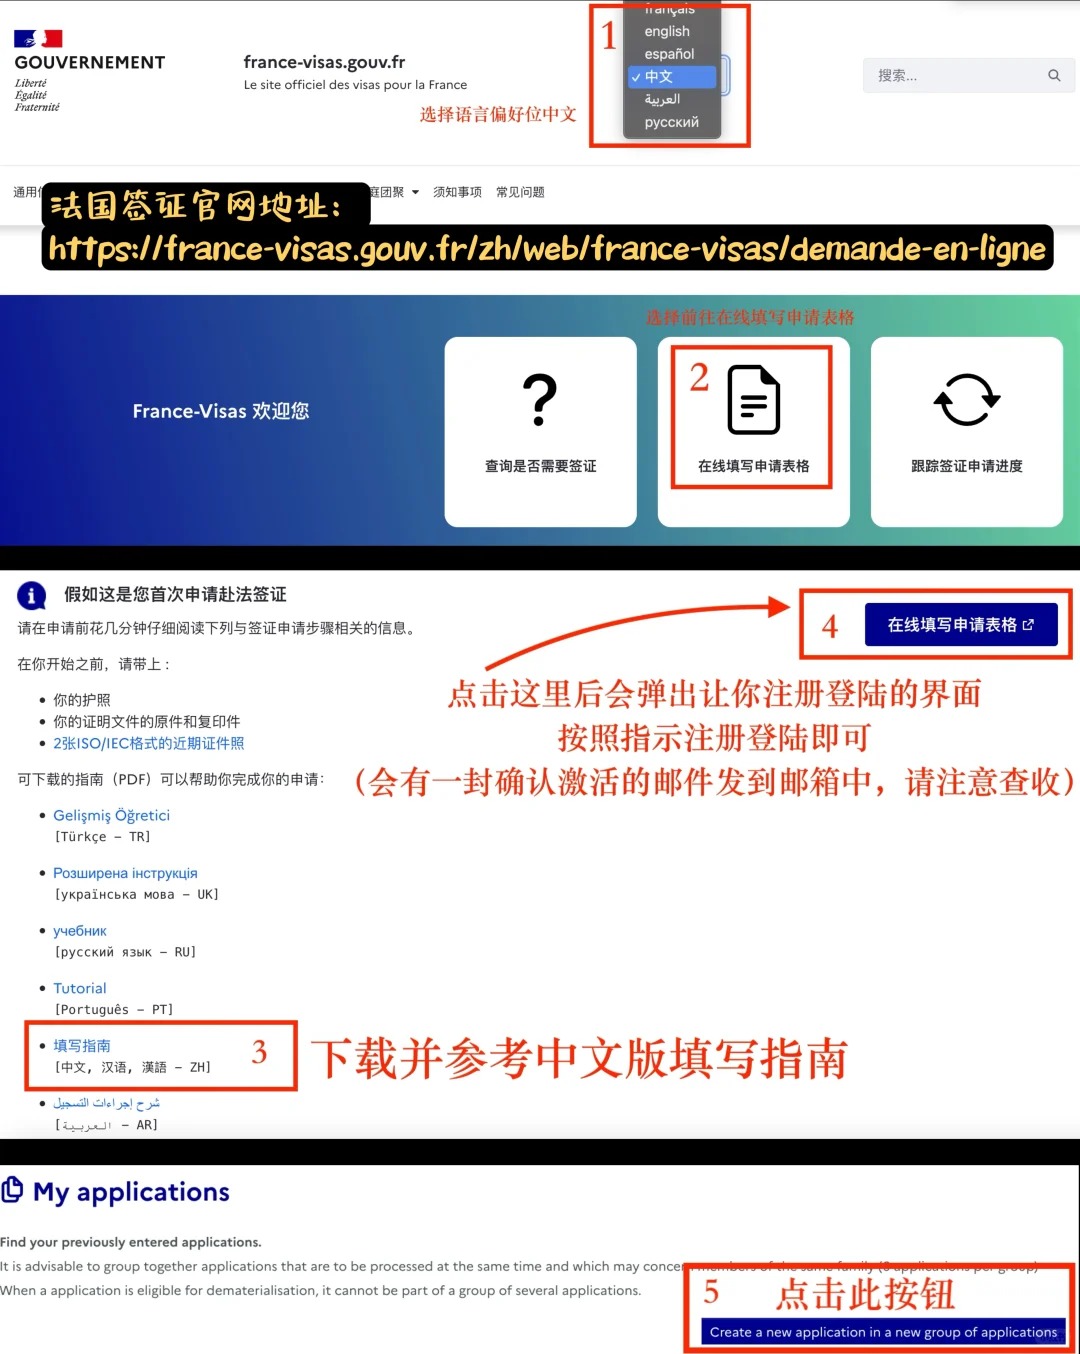 français
1
english
GOUVERNEMENT
france-visas.gouv.fr
español
✓ 中文
搜索...
Liberté
Égalité
Fraternité
Le site officiel des visas pour la France
العربية
选择语言偏好位中文
русский
通用
庭团聚
须知事项
常见问题
法国签证官网地址:
https://france-visas.gouv.fr/zh/web/france-visas/demande-en-ligne
选择前往在线填写申请表格
2
France-Visas 欢迎您
查询是否需要签证
在线填写申请表格
跟踪签证申请进度
假如这是您首次申请赴法签证
请在申请前花几分钟仔细阅读下列与签证申请步骤相关的信息。
4
在线填写申请表格
在你开始之前，请带上 :
点击这里后会弹出让你注册登陆的界面
• 你的护照
• 你的证明文件的原件和复印件
按照指示注册登陆即可
• 2张ISO/IEC格式的近期证件照
可下载的指南（PDF）可以帮助你完成你的申请:
（会有一封确认激活的邮件发到邮箱中，请注意查收）
• Gelişmiş Öğretici
[Türkçe – TR]
• Розширена інструкція
[українська мова – UK]
• учебник
[русский язык – RU]
• Tutorial
[Português – PT]
• 填写指南
[中文, 汉语, 漢語 – ZH]
3
下载并参考中文版填写指南
• شرح إجراءات التسجيل
[العربية – AR]
My applications
Find your previously entered applications.
It is advisable to group together applications that are to be processed at the same time and which may concern members of the same family (8 applications per group)
When a application is eligible for dematerialisation, it cannot be part of a group of several applications.
5
点击此按钮
Create a new application in a new group of applications